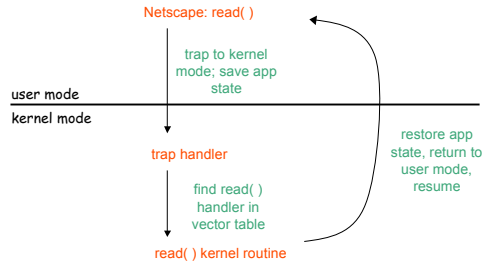 Netscape: read( )
trap to kernel
mode; save app
state
user mode
kernel mode
trap handler
find read( )
handler in
vector table
read( ) kernel routine
restore app
state, return to
user mode,
resume